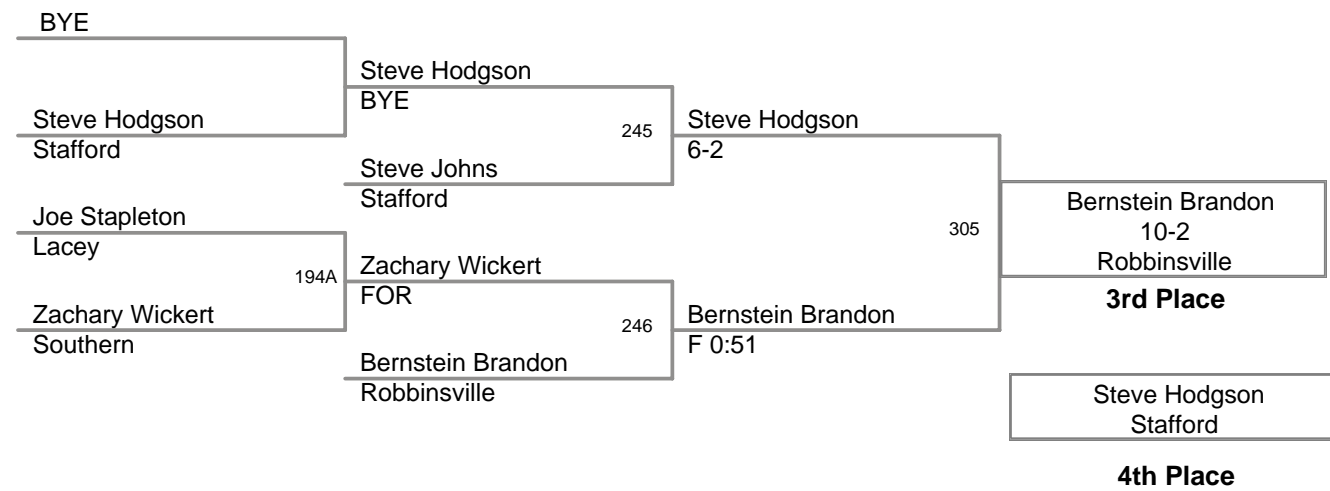 BYE
Steve Hodgson
BYE
Steve Hodgson
Stafford
245
Steve Hodgson
6-2
Steve Johns
Stafford
Joe Stapleton
Lacey
305
Bernstein Brandon
10-2
Robbinsville
3rd Place
194A
Zachary Wickert
FOR
Zachary Wickert
Southern
246
Bernstein Brandon
F 0:51
Bernstein Brandon
Robbinsville
Steve Hodgson
Stafford
4th Place